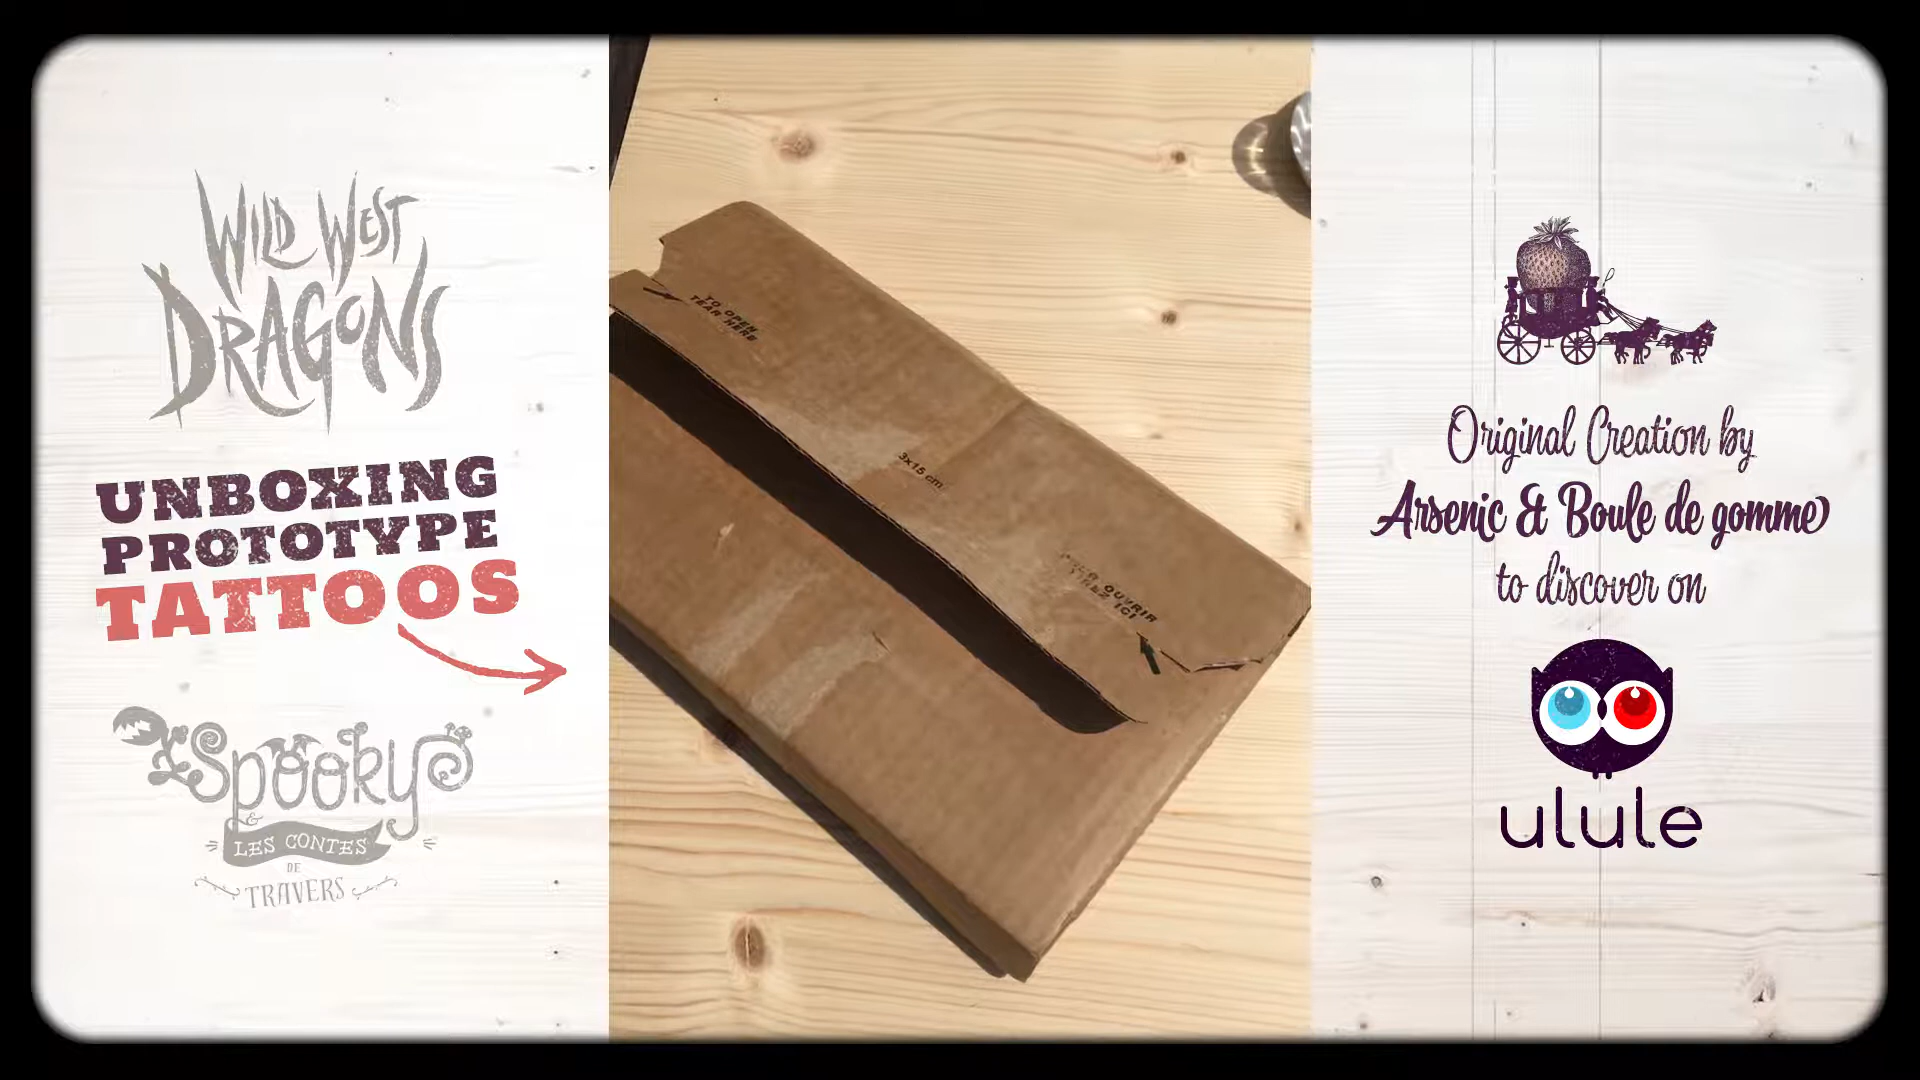 WILD WEST
DRAGONS
UNBOXING
PROTOTYPE
TATTOOS
Spooky
&
LES CONTES
DE
TRAVERS
TO OPEN
TEAR HERE
3x15 cm
POUR OUVRIR
TIREZ ICI
Original Creation by
Arsenic & Boule de gomme
to discover on
ulule